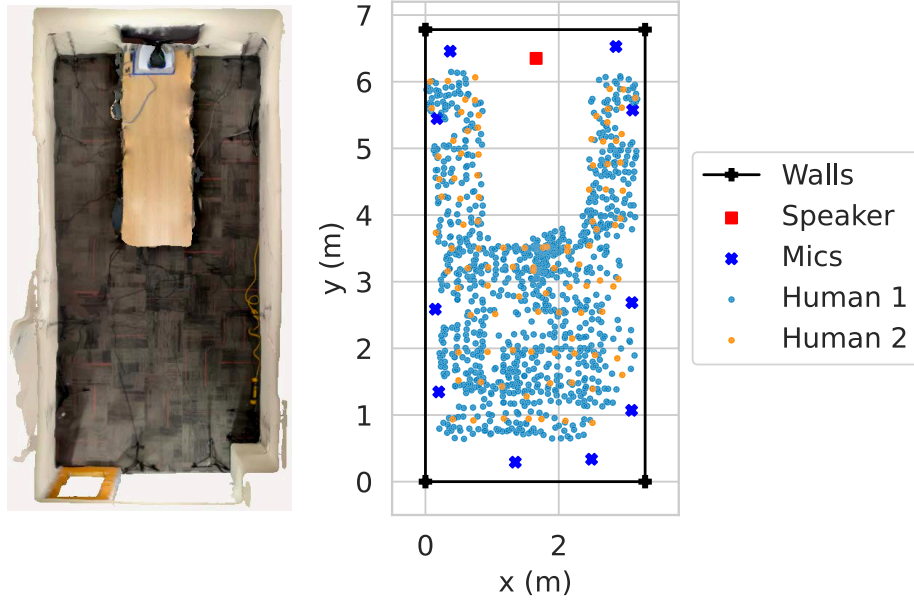 7
6
5
4
3
2
1
0
y (m)
0 2
x (m)
Walls
Speaker
Mics
Human 1
Human 2